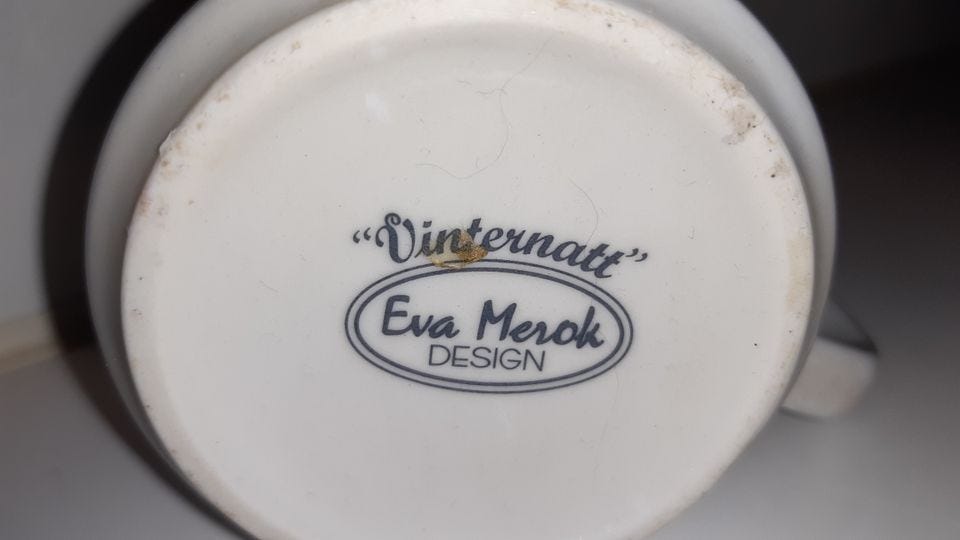 “Vinternatt”
Eva Merok
DESIGN